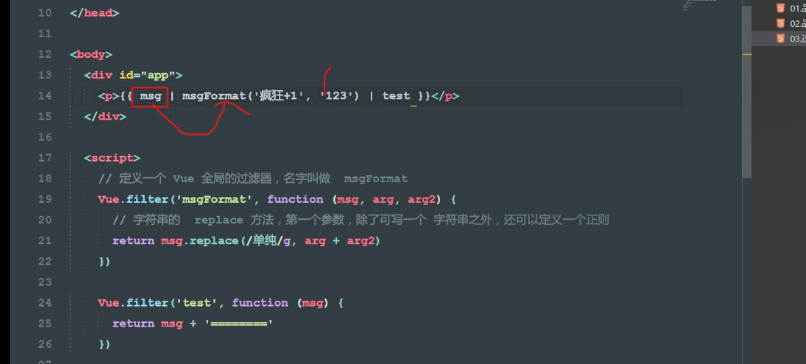 10 </head>
11
12 <body>
13 <div id="app">
14 <p>{{ msg | msgFormat('疯狂+1', '123') | test }}</p>
15 </div>
16
17 <script>
18 // 定义一个 Vue 全局的过滤器，名字叫做 msgFormat
19 Vue.filter('msgFormat', function (msg, arg, arg2) {
20 // 字符串的 replace 方法，第一个参数，除了可写一个 字符串之外，还可以定义一个正则
21 return msg.replace(/单纯/g, arg + arg2)
22 })
23
24 Vue.filter('test', function (msg) {
25 return msg + '========'
26 })
01.
02.
03.